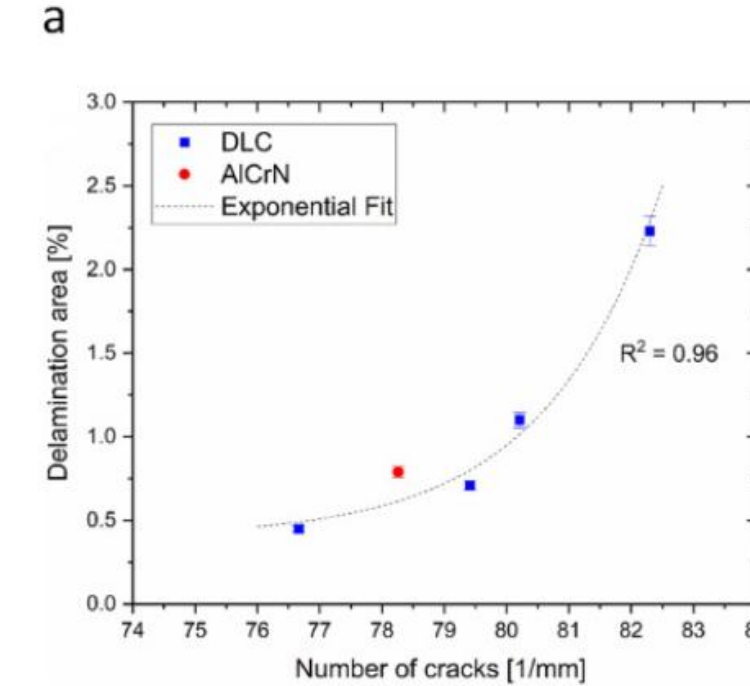 a
3.0
DLC
AlCrN
Exponential Fit
2.5
2.0
R² = 0.96
1.5
1.0
0.5
0.0
Delamination area [%]
74 75 76 77 78 79 80 81 82 83
Number of cracks [1/mm]